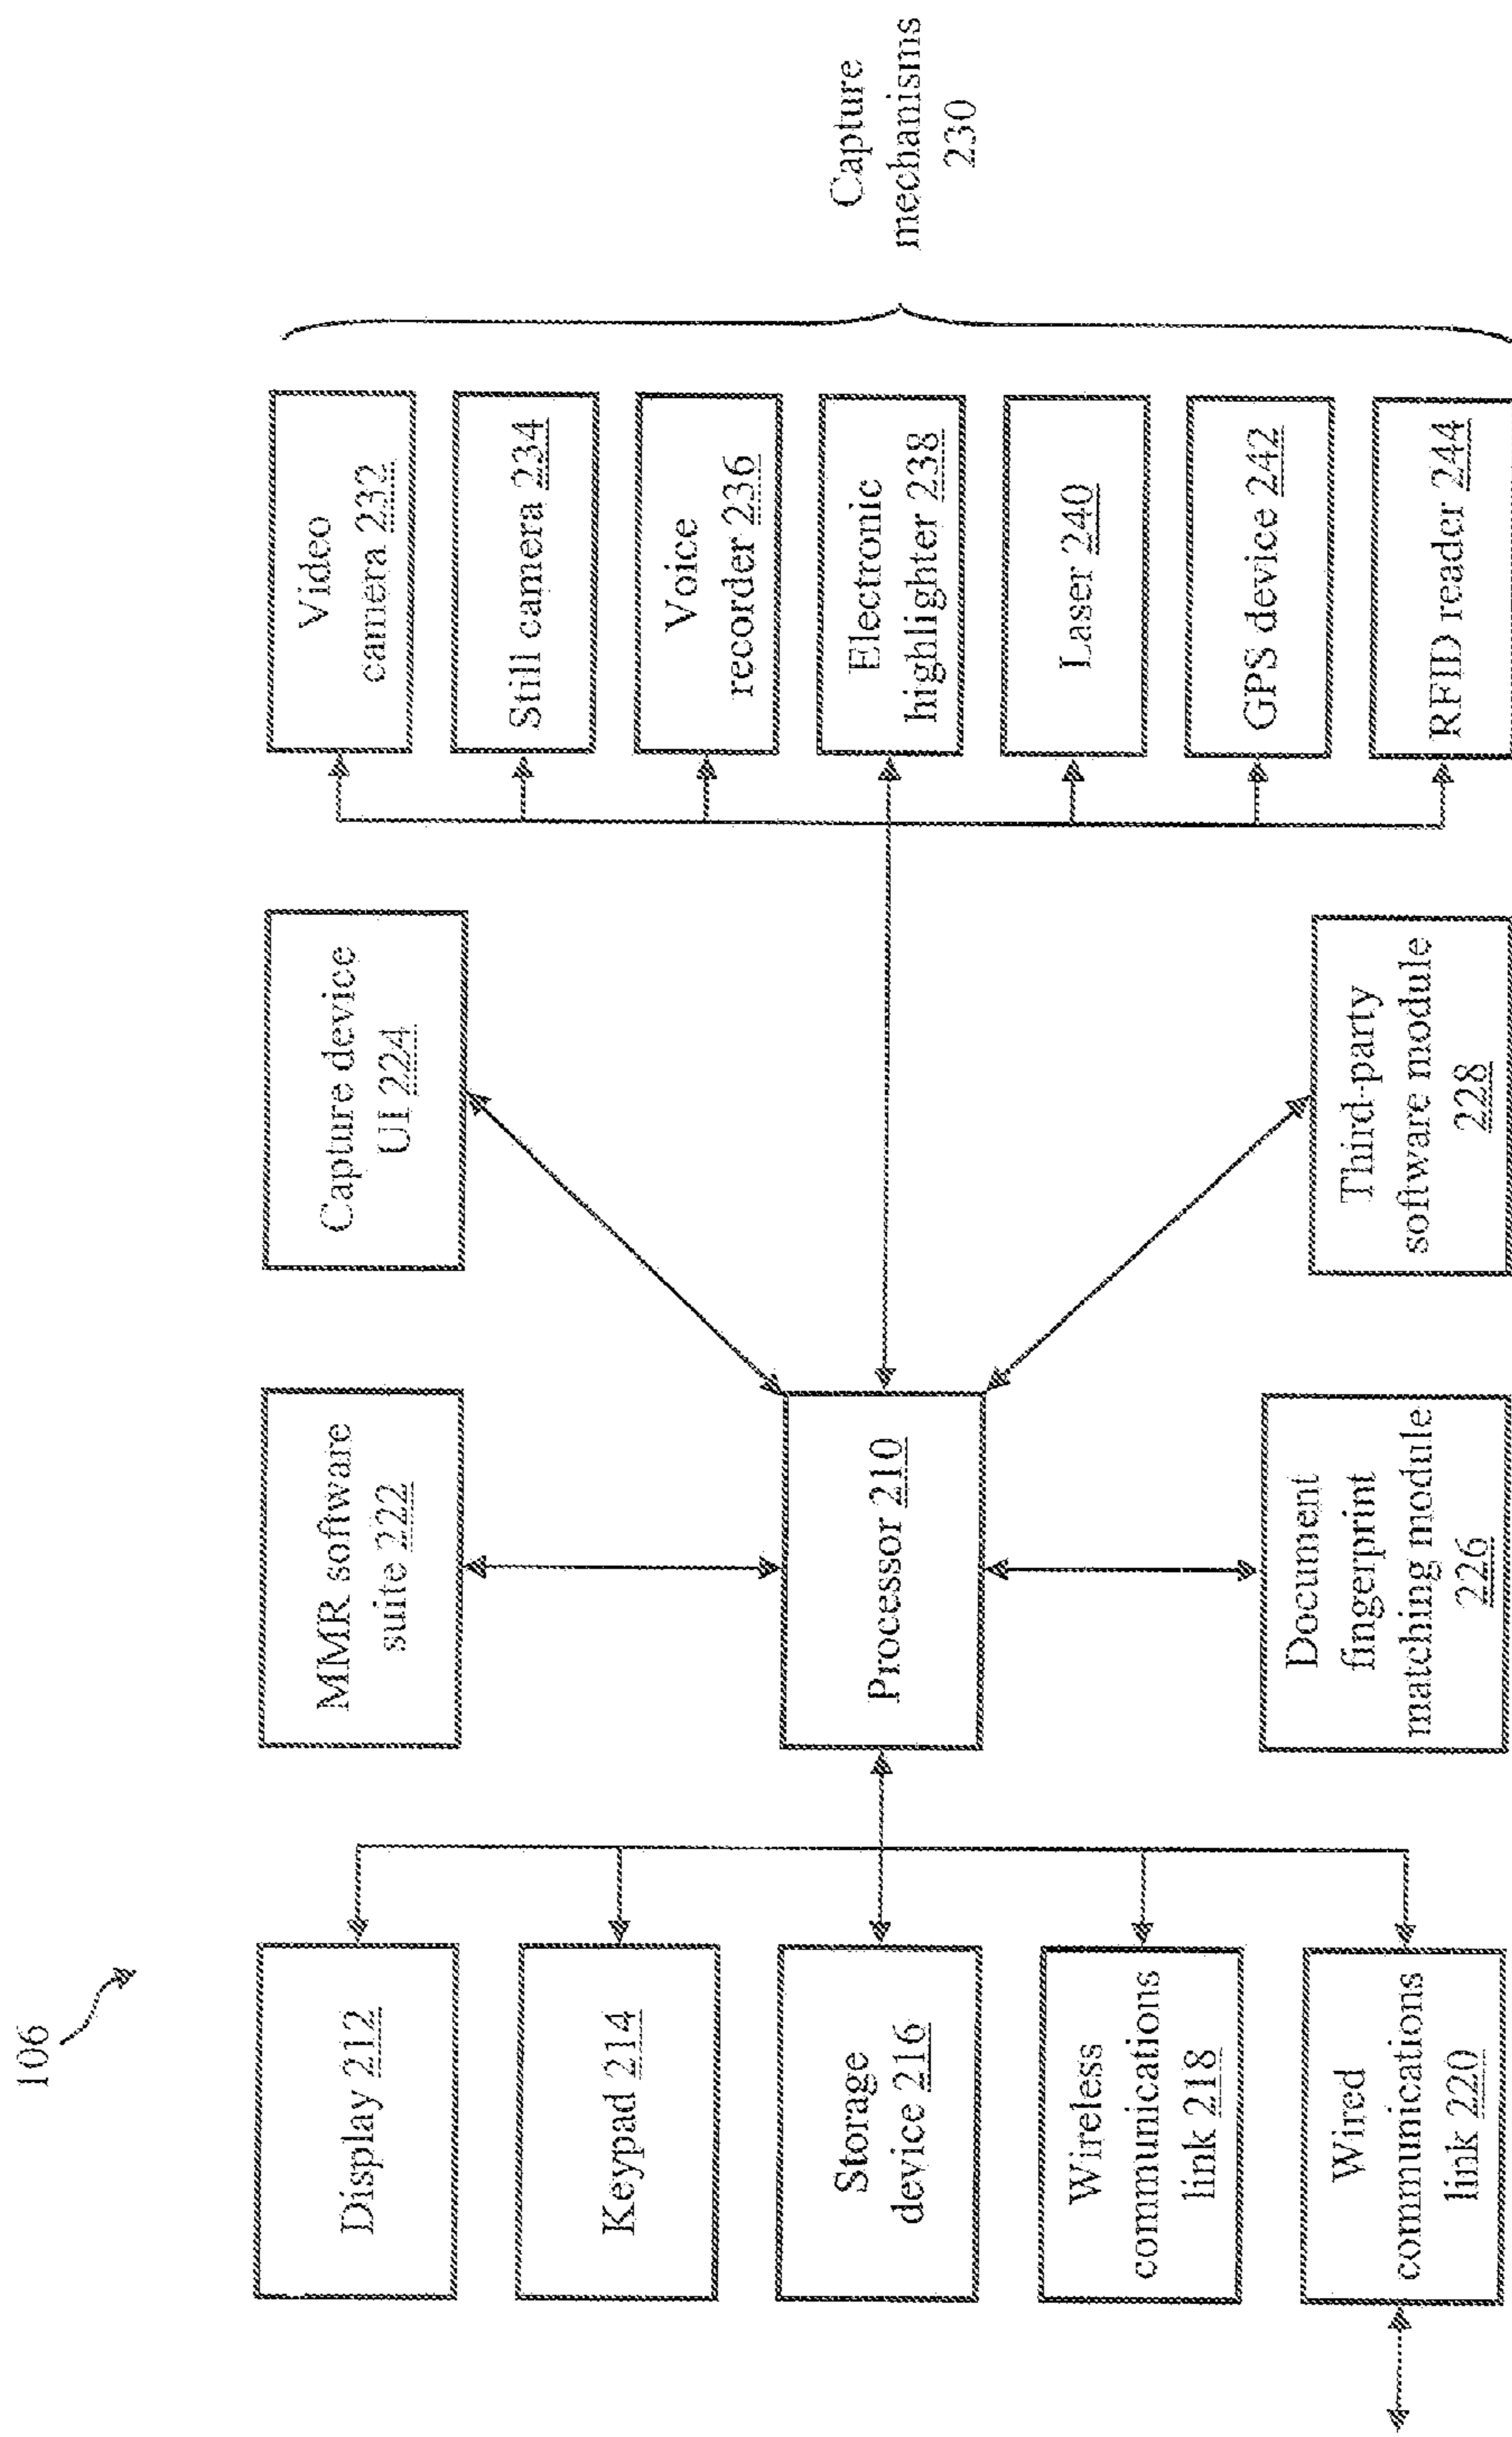 106
Display 212
Keypad 214
Storage
device 216
Wireless
communications
link 218
Wired
communications
link 220
MMR software
suite 222
Processor 210
Document
fingerprint
matching module
226
Capture device
UI 224
Third-party
software module
228
Video
camera 232
Still camera 234
Voice
recorder 236
Electronic
highlighter 238
Laser 240
GPS device 242
RFID reader 244
Capture
mechanisms
230